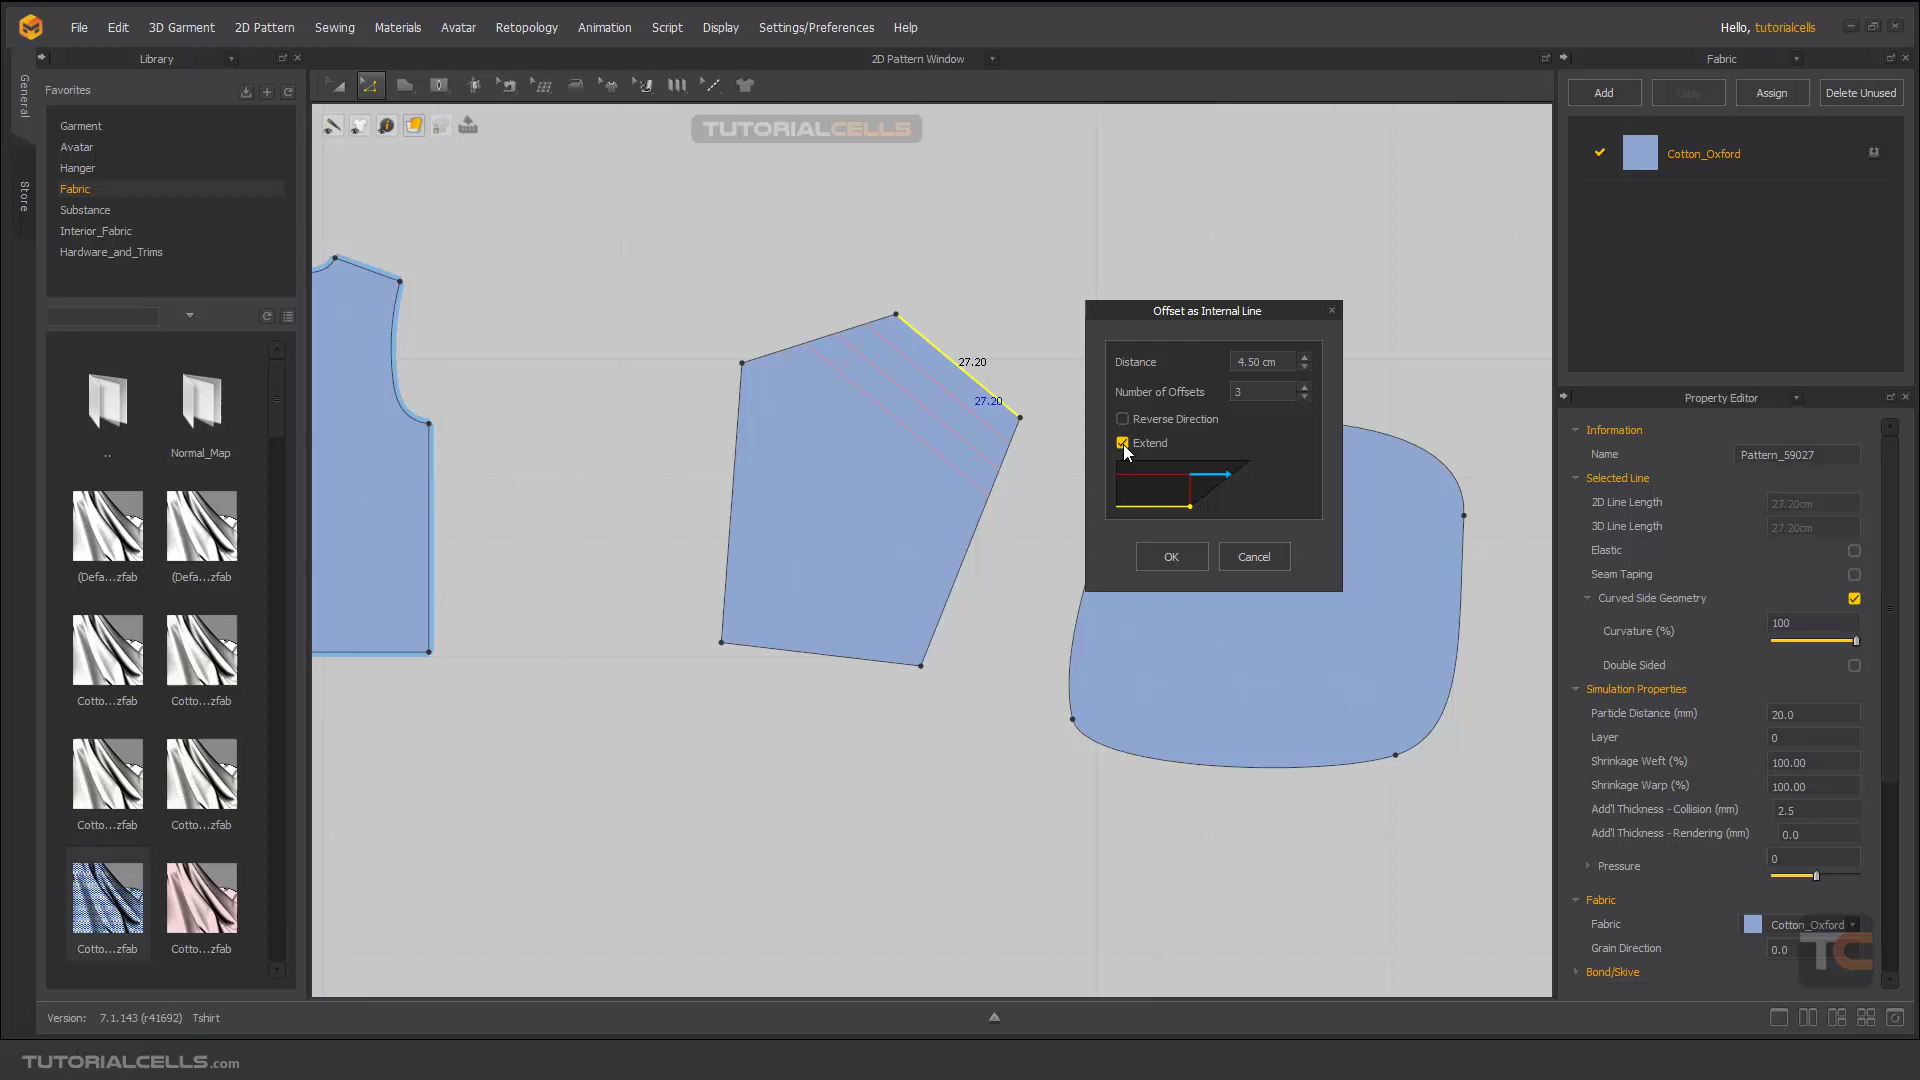 File Edit 3D Garment 2D Pattern Sewing Materials Avatar Retopology Animation Script Display Settings/Preferences Help
Hello, tutorialcells
Library
2D Pattern Window
Fabric
General
Store
Favorites
Garment
Avatar
Hanger
Fabric
Substance
Interior_Fabric
Hardware_and_Trims
..
Normal_Map
(Defa...zfab
(Defa...zfab
Cotto...zfab
Cotto...zfab
Cotto...zfab
Cotto...zfab
Cotto...zfab
Cotto...zfab
TUTORIALCELLS
27.20
27.20
Offset as Internal Line
Distance 4.50 cm
Number of Offsets 3
Reverse Direction
Extend
OK Cancel
Add Copy Assign Delete Unused
Cotton_Oxford
Property Editor
Information
Name Pattern_59027
Selected Line
2D Line Length 27.20cm
3D Line Length 27.20cm
Elastic
Seam Taping
Curved Side Geometry
Curvature (%) 100
Double Sided
Simulation Properties
Particle Distance (mm) 20.0
Layer 0
Shrinkage Weft (%) 100.00
Shrinkage Warp (%) 100.00
Add'l Thickness - Collision (mm) 2.5
Add'l Thickness - Rendering (mm) 0.0
Pressure 0
Fabric
Fabric Cotton_Oxford
Grain Direction 0.0
Bond/Skive
TC
Version: 7.1.143 (r41692) Tshirt
TUTORIALCELLS.com